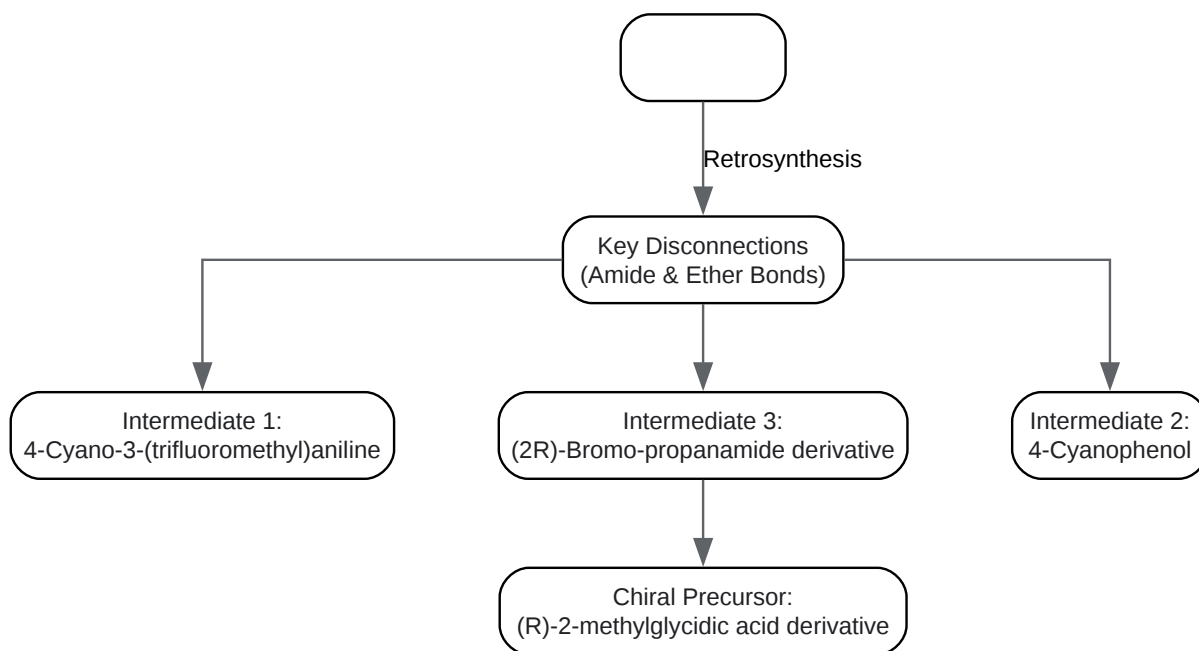 Retrosynthesis
Key Disconnections
(Amide & Ether Bonds)
Intermediate 1:
4-Cyano-3-(trifluoromethyl)aniline
Intermediate 3:
(2R)-Bromo-propanamide derivative
Intermediate 2:
4-Cyanophenol
Chiral Precursor:
(R)-2-methylglycidic acid derivative